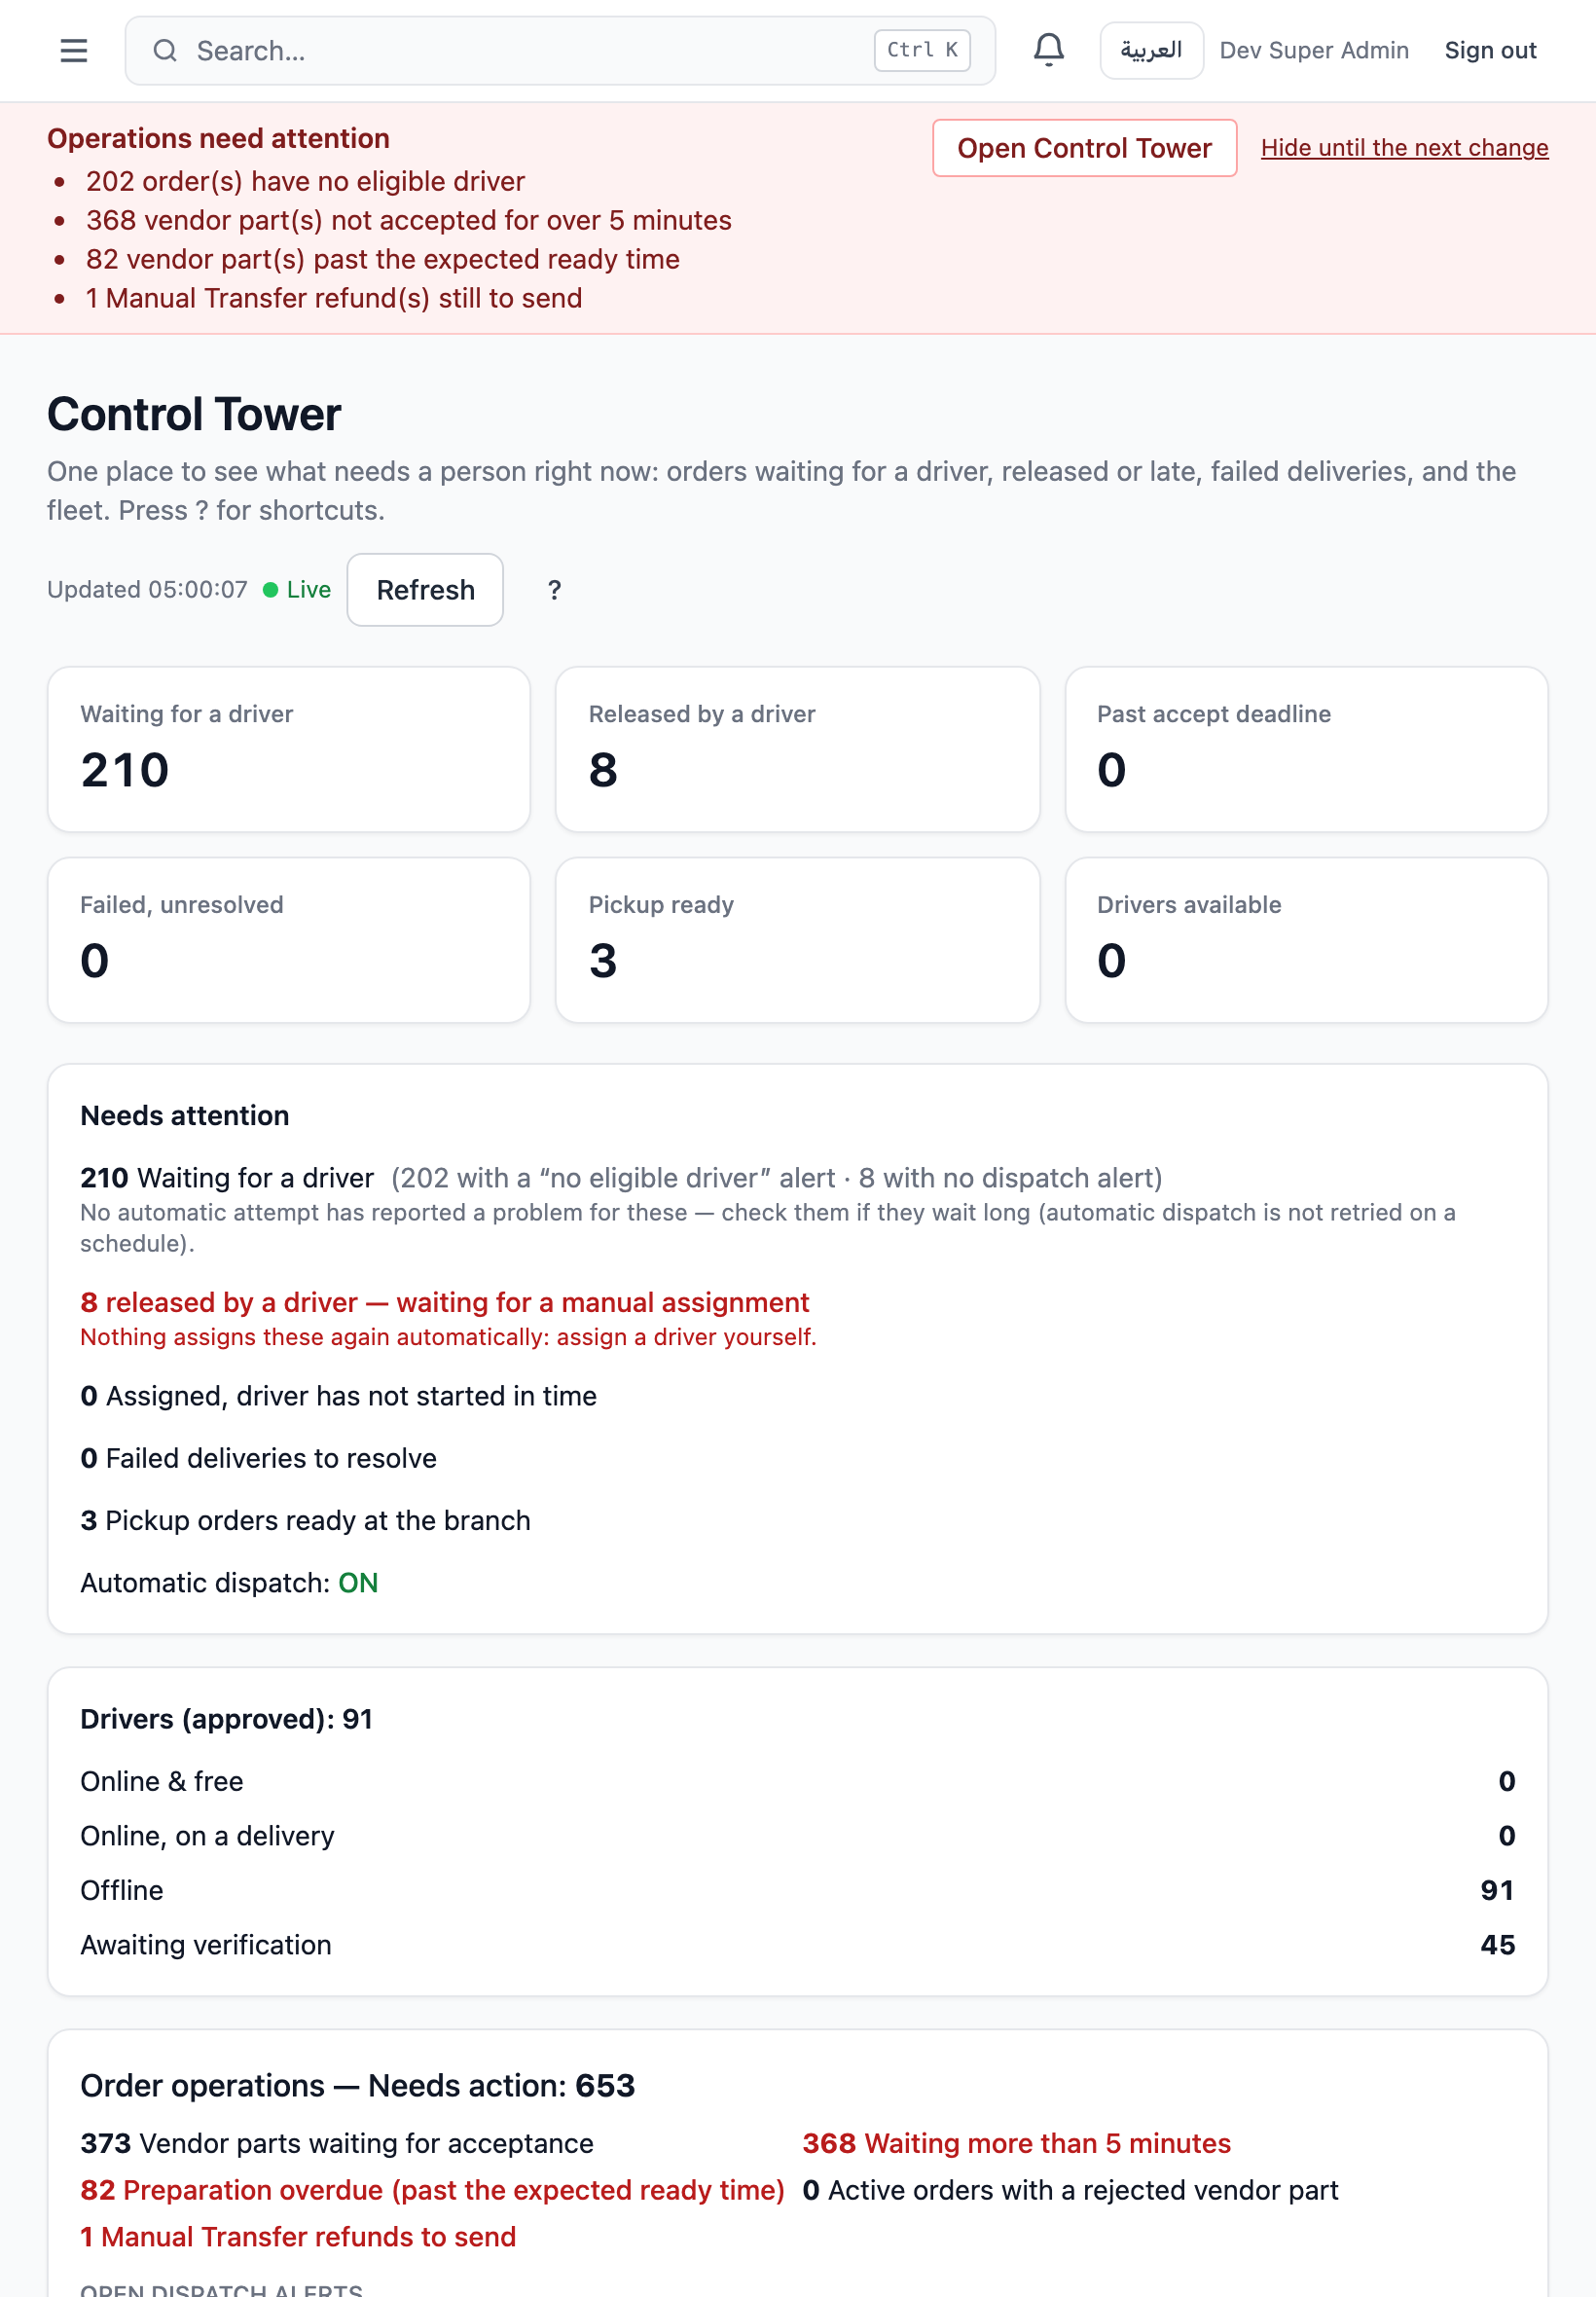 Search...
Ctrl K
العربية
Dev Super Admin
Sign out
Operations need attention
Open Control Tower
Hide until the next change
• 202 order(s) have no eligible driver
• 368 vendor part(s) not accepted for over 5 minutes
• 82 vendor part(s) past the expected ready time
• 1 Manual Transfer refund(s) still to send
Control Tower
One place to see what needs a person right now: orders waiting for a driver, released or late, failed deliveries, and the
fleet. Press ? for shortcuts.
Updated 05:00:07
Live
Refresh
?
Waiting for a driver
210
Released by a driver
8
Past accept deadline
0
Failed, unresolved
0
Pickup ready
3
Drivers available
0
Needs attention
210 Waiting for a driver (202 with a “no eligible driver” alert · 8 with no dispatch alert)
No automatic attempt has reported a problem for these — check them if they wait long (automatic dispatch is not retried on a
schedule).
8 released by a driver — waiting for a manual assignment
Nothing assigns these again automatically: assign a driver yourself.
0 Assigned, driver has not started in time
0 Failed deliveries to resolve
3 Pickup orders ready at the branch
Automatic dispatch: ON
Drivers (approved): 91
Online & free 0
Online, on a delivery 0
Offline 91
Awaiting verification 45
Order operations — Needs action: 653
373 Vendor parts waiting for acceptance
368 Waiting more than 5 minutes
82 Preparation overdue (past the expected ready time)
0 Active orders with a rejected vendor part
1 Manual Transfer refunds to send
OPEN DISPATCH ALERTS